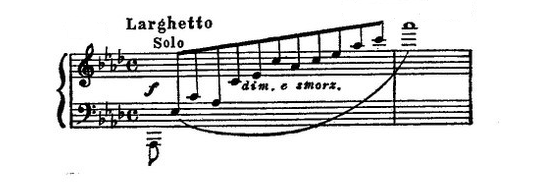 Larghetto
Solo
f
dim. e smorz.